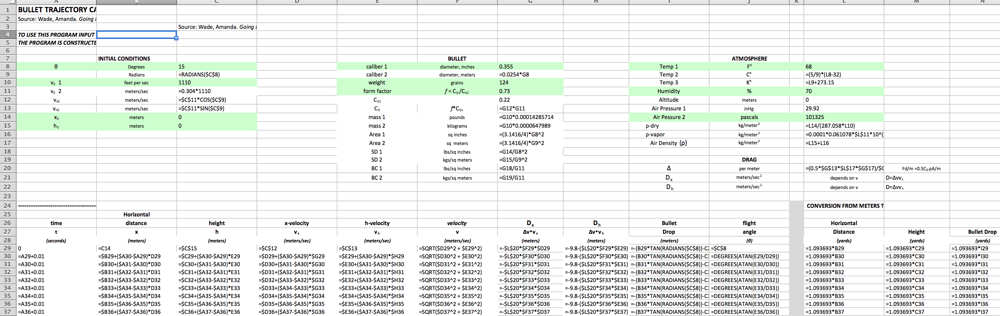 A B C D E F G H I J K L M N
1 BULLET TRAJECTORY CA
2 Source: Wade, Amanda. Going
3 Source: Wade, Amanda. Going
4 TO USE THIS PROGRAM INPUT
5 THE PROGRAM IS CONSTRUCTE
6
7 INITIAL CONDITIONS BULLET ATMOSPHERE
8 θ Degrees 15 caliber 1 diameter, inches 0.355 Temp 1 F° 68
9 Radians =RADIANS($C$8) caliber 2 diameter, meters =0.0254*G8 Temp 2 C° =(5/9)*(L8-32)
10 v₀ 1 feet per sec 1110 weight grains 124 Temp 3 K° =L9+273.15
11 v₀ 2 meters/sec =0.304*1110 form factor f = C_D/C_G1 0.73 Humidity % 70
12 v_x0 meters/sec =$C$11*COS($C$9) C_G1 0.22 Altitude meters 0
13 v_h0 meters/sec =$C$11*SIN($C$9) C_D f*C_G1 =G12*G11 Air Pressure 1 inHg 29.92
14 x₀ meters 0 mass 1 pounds =G10*0.00014285714 Air Pessure 2 pascals 101325
15 h₀ meters 0 mass 2 kilograms =G10*0.0000647989 ρ-dry kg/meter³ =L14/(287.058*L10)
16 Area 1 sq inches =(3.1416/4)*G8^2 ρ-vapor kg/meter³ =0.0001*0.061078*$L$11*10^(
17 Area 2 sq meters =(3.1416/4)*G9^2 Air Density (ρ) kg/meter³ =L15+L16
18 SD 1 lbs/sq inches =G14/G8^2
19 SD 2 kgs/sq meters =G15/G9^2 DRAG
20 BC 1 lbs/sq inches =G18/G11 Δ per meter =(0.5*$G$13*$L$17*$G$17)/$G Fd/m =0.5C_DρA/m
21 BC 2 kgs/sq meters =G19/G11 D_x meters/sec² depends on v D=Δvv_x
22 D_h meters/sec² depends on v D=Δvv_h
23
24 ------------------------------------- CONVERSION FROM METERS T
25 Horizontal
26 time distance height x-velocity h-velocity velocity D_x D_h Bullet flight Horizontal
27 τ x h v_x v_h v Δv•v_x Δv•v_h Drop angle Distance Height Bullet Drop
28 (seconds) (meters) (meters) (meters/sec) (meters/sec) (meters/sec) (meters) (meters) (meters) (θ) (yards) (yards) (yards)
29 0 =C14 =$C$15 =$C$12 =$C$13 =SQRT($D29^2 + $E29^2) =-$L$20*$F29*$D29 =-9.8-($L$20*$F29*$E29) =-(B29*TAN(RADIANS($C$8))-C2 =$C$8 =1.093693*B29 =1.093693*C29 =1.093693*I29
30 =A29+0.01 =$B29+($A30-$A29)*D29 =$C29+($A30-$A29)*E29 =$D29+($A30-$A29)*$G29 =$E29+($A30-$A29)*$H29 =SQRT($D30^2 + $E30^2) =-$L$20*$F30*$D30 =-9.8-($L$20*$F30*$E30) =-(B30*TAN(RADIANS($C$8))-C3 =DEGREES(ATAN(E29/D29)) =1.093693*B30 =1.093693*C30 =1.093693*I30
31 =A30+0.01 =$B30+($A31-$A30)*D30 =$C30+($A31-$A30)*E30 =$D30+($A31-$A30)*$G30 =$E30+($A31-$A30)*$H30 =SQRT($D31^2 + $E31^2) =-$L$20*$F31*$D31 =-9.8-($L$20*$F31*$E31) =-(B31*TAN(RADIANS($C$8))-C3 =DEGREES(ATAN(E30/D30)) =1.093693*B31 =1.093693*C31 =1.093693*I31
32 =A31+0.01 =$B31+($A32-$A31)*D31 =$C31+($A32-$A31)*E31 =$D31+($A32-$A31)*$G31 =$E31+($A32-$A31)*$H31 =SQRT($D32^2 + $E32^2) =-$L$20*$F32*$D32 =-9.8-($L$20*$F32*$E32) =-(B32*TAN(RADIANS($C$8))-C3 =DEGREES(ATAN(E31/D31)) =1.093693*B32 =1.093693*C32 =1.093693*I32
33 =A32+0.01 =$B32+($A33-$A32)*D32 =$C32+($A33-$A32)*E32 =$D32+($A33-$A32)*$G32 =$E32+($A33-$A32)*$H32 =SQRT($D33^2 + $E33^2) =-$L$20*$F33*$D33 =-9.8-($L$20*$F33*$E33) =-(B33*TAN(RADIANS($C$8))-C3 =DEGREES(ATAN(E32/D32)) =1.093693*B33 =1.093693*C33 =1.093693*I33
34 =A33+0.01 =$B33+($A34-$A33)*D33 =$C33+($A34-$A33)*E33 =$D33+($A34-$A33)*$G33 =$E33+($A34-$A33)*$H33 =SQRT($D34^2 + $E34^2) =-$L$20*$F34*$D34 =-9.8-($L$20*$F34*$E34) =-(B34*TAN(RADIANS($C$8))-C3 =DEGREES(ATAN(E33/D33)) =1.093693*B34 =1.093693*C34 =1.093693*I34
35 =A34+0.01 =$B34+($A35-$A34)*D34 =$C34+($A35-$A34)*E34 =$D34+($A35-$A34)*$G34 =$E34+($A35-$A34)*$H34 =SQRT($D35^2 + $E35^2) =-$L$20*$F35*$D35 =-9.8-($L$20*$F35*$E35) =-(B35*TAN(RADIANS($C$8))-C3 =DEGREES(ATAN(E34/D34)) =1.093693*B35 =1.093693*C35 =1.093693*I35
36 =A35+0.01 =$B35+($A36-$A35)*D35 =$C35+($A36-$A35)*E35 =$D35+($A36-$A35)*$G35 =$E35+($A36-$A35)*$H35 =SQRT($D36^2 + $E36^2) =-$L$20*$F36*$D36 =-9.8-($L$20*$F36*$E36) =-(B36*TAN(RADIANS($C$8))-C3 =DEGREES(ATAN(E35/D35)) =1.093693*B36 =1.093693*C36 =1.093693*I36
37 =A36+0.01 =$B36+($A37-$A36)*D36 =$C36+($A37-$A36)*E36 =$D36+($A37-$A36)*$G36 =$E36+($A37-$A36)*$H36 =SQRT($D37^2 + $E37^2) =-$L$20*$F37*$D37 =-9.8-($L$20*$F37*$E37) =-(B37*TAN(RADIANS($C$8))-C3 =DEGREES(ATAN(E36/D36)) =1.093693*B37 =1.093693*C37 =1.093693*I37